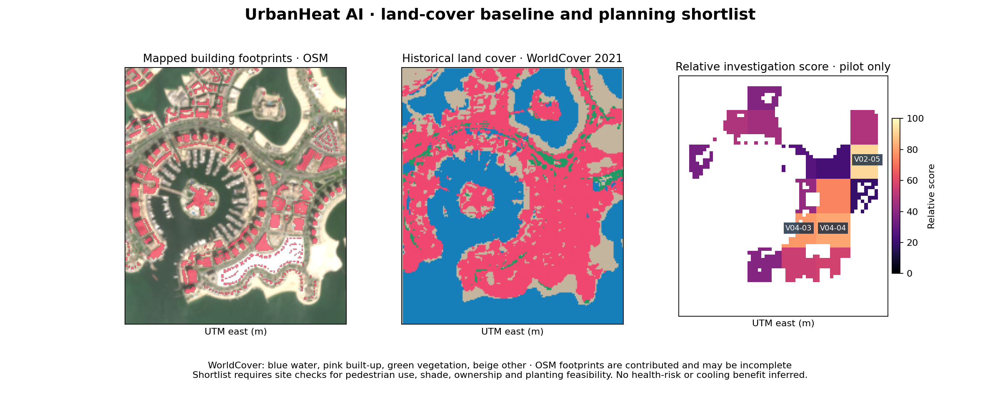 UrbanHeat AI · land-cover baseline and planning shortlist
Mapped building footprints · OSM
Historical land cover · WorldCover 2021
Relative investigation score · pilot only
V02-05
V04-03
V04-04
100
80
60
40
20
0
Relative score
UTM east (m)
UTM east (m)
UTM east (m)
WorldCover: blue water, pink built-up, green vegetation, beige other · OSM footprints are contributed and may be incomplete
Shortlist requires site checks for pedestrian use, shade, ownership and planting feasibility. No health-risk or cooling benefit inferred.